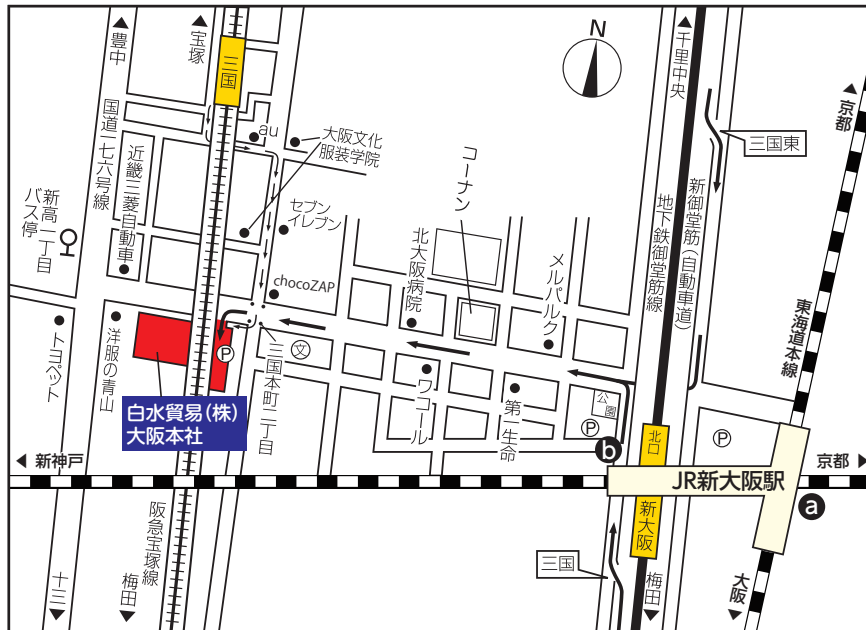 豊中
宝塚
三国
N
千里中央
京都
三国東
国道一七六号線
近畿三菱自動車
au
大阪文化
服装学院
コーナン
新高一丁目
バス停
セブン
イレブン
北大阪病院
メルパルク
地下鉄御堂筋線
新御堂筋(自動車道)
東海道本線
chocoZAP
トヨペット
洋服の青山
P
三国本町二丁目
文
ワコール
第一生命
公園
P
P
白水貿易(株)
大阪本社
北口
b
新神戸
JR新大阪駅
京都
a
新大阪
阪急宝塚線
三国
十三
梅田
梅田
大阪